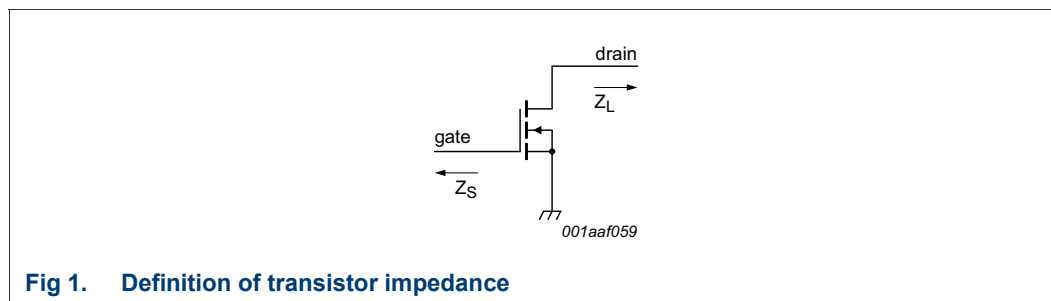 drain
Z_L
gate
Z_S
001aaf059
Fig 1. Definition of transistor impedance